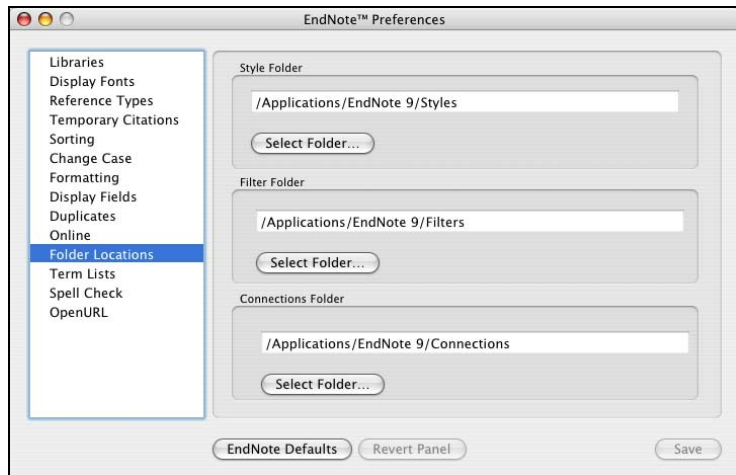 EndNote™ Preferences
Libraries
Display Fonts
Reference Types
Temporary Citations
Sorting
Change Case
Formatting
Display Fields
Duplicates
Online
Folder Locations
Term Lists
Spell Check
OpenURL
Style Folder
/Applications/EndNote 9/Styles
Select Folder...
Filter Folder
/Applications/EndNote 9/Filters
Select Folder...
Connections Folder
/Applications/EndNote 9/Connections
Select Folder...
EndNote Defaults
Revert Panel
Save